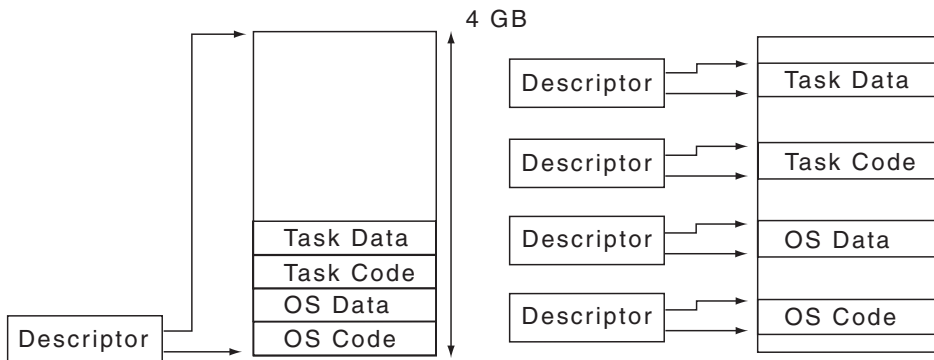 4 GB
Task Data
Task Code
OS Data
OS Code
Descriptor
Descriptor
Task Data
Descriptor
Task Code
Descriptor
OS Data
Descriptor
OS Code